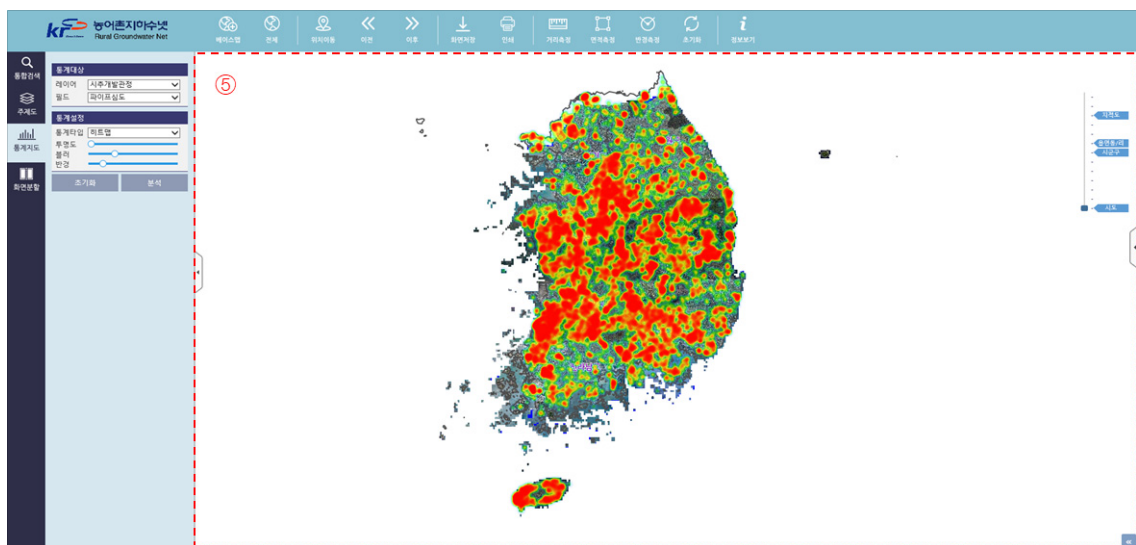 농어촌지하수넷
Rural Groundwater Net
베이스맵
전체
위치이동
이전
이후
화면저장
인쇄
거리측정
면적측정
반경측정
초기화
정보보기
통합검색
주제도
통계지도
화면분할
통계대상
레이어 시추개발관정
필드 파이프심도
통계설정
통계타입 히트맵
투명도
블러
반경
초기화 분석
⑤
지적도
읍면동/리
시군구
시도